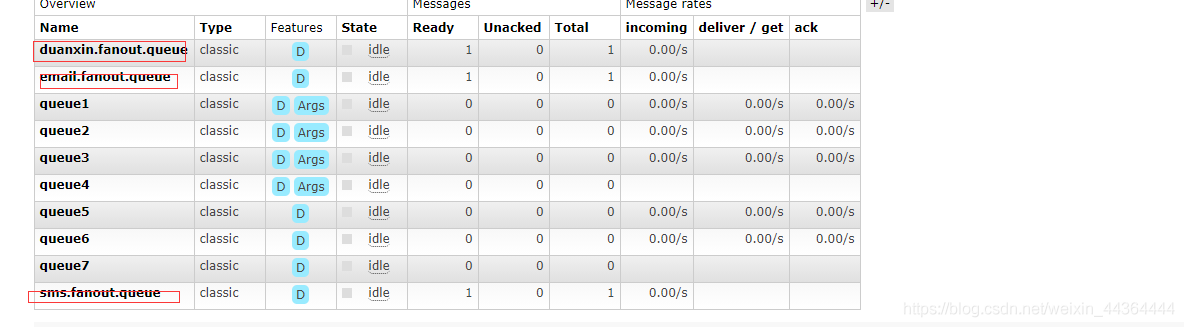 Overview Messages Message rates +/-
Name Type Features State Ready Unacked Total incoming deliver / get ack
duanxin.fanout.queue classic D idle 1 0 1 0.00/s
email.fanout.queue classic D idle 1 0 1 0.00/s
queue1 classic D Args idle 0 0 0 0.00/s 0.00/s 0.00/s
queue2 classic D Args idle 0 0 0 0.00/s 0.00/s 0.00/s
queue3 classic D Args idle 0 0 0 0.00/s 0.00/s 0.00/s
queue4 classic D Args idle 0 0 0
queue5 classic D idle 0 0 0 0.00/s 0.00/s 0.00/s
queue6 classic D idle 0 0 0 0.00/s 0.00/s 0.00/s
queue7 classic D idle 0 0 0
sms.fanout.queue classic D idle 1 0 1 0.00/s
https://blog.csdn.net/weixin_44364444